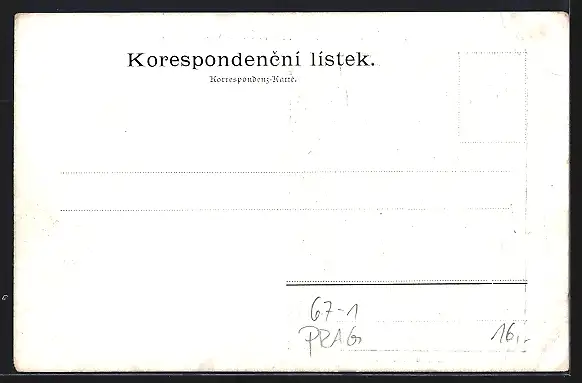 Korespondenční lístek.
Korrespondenz-Karte.
67-1
PRAG
16,-